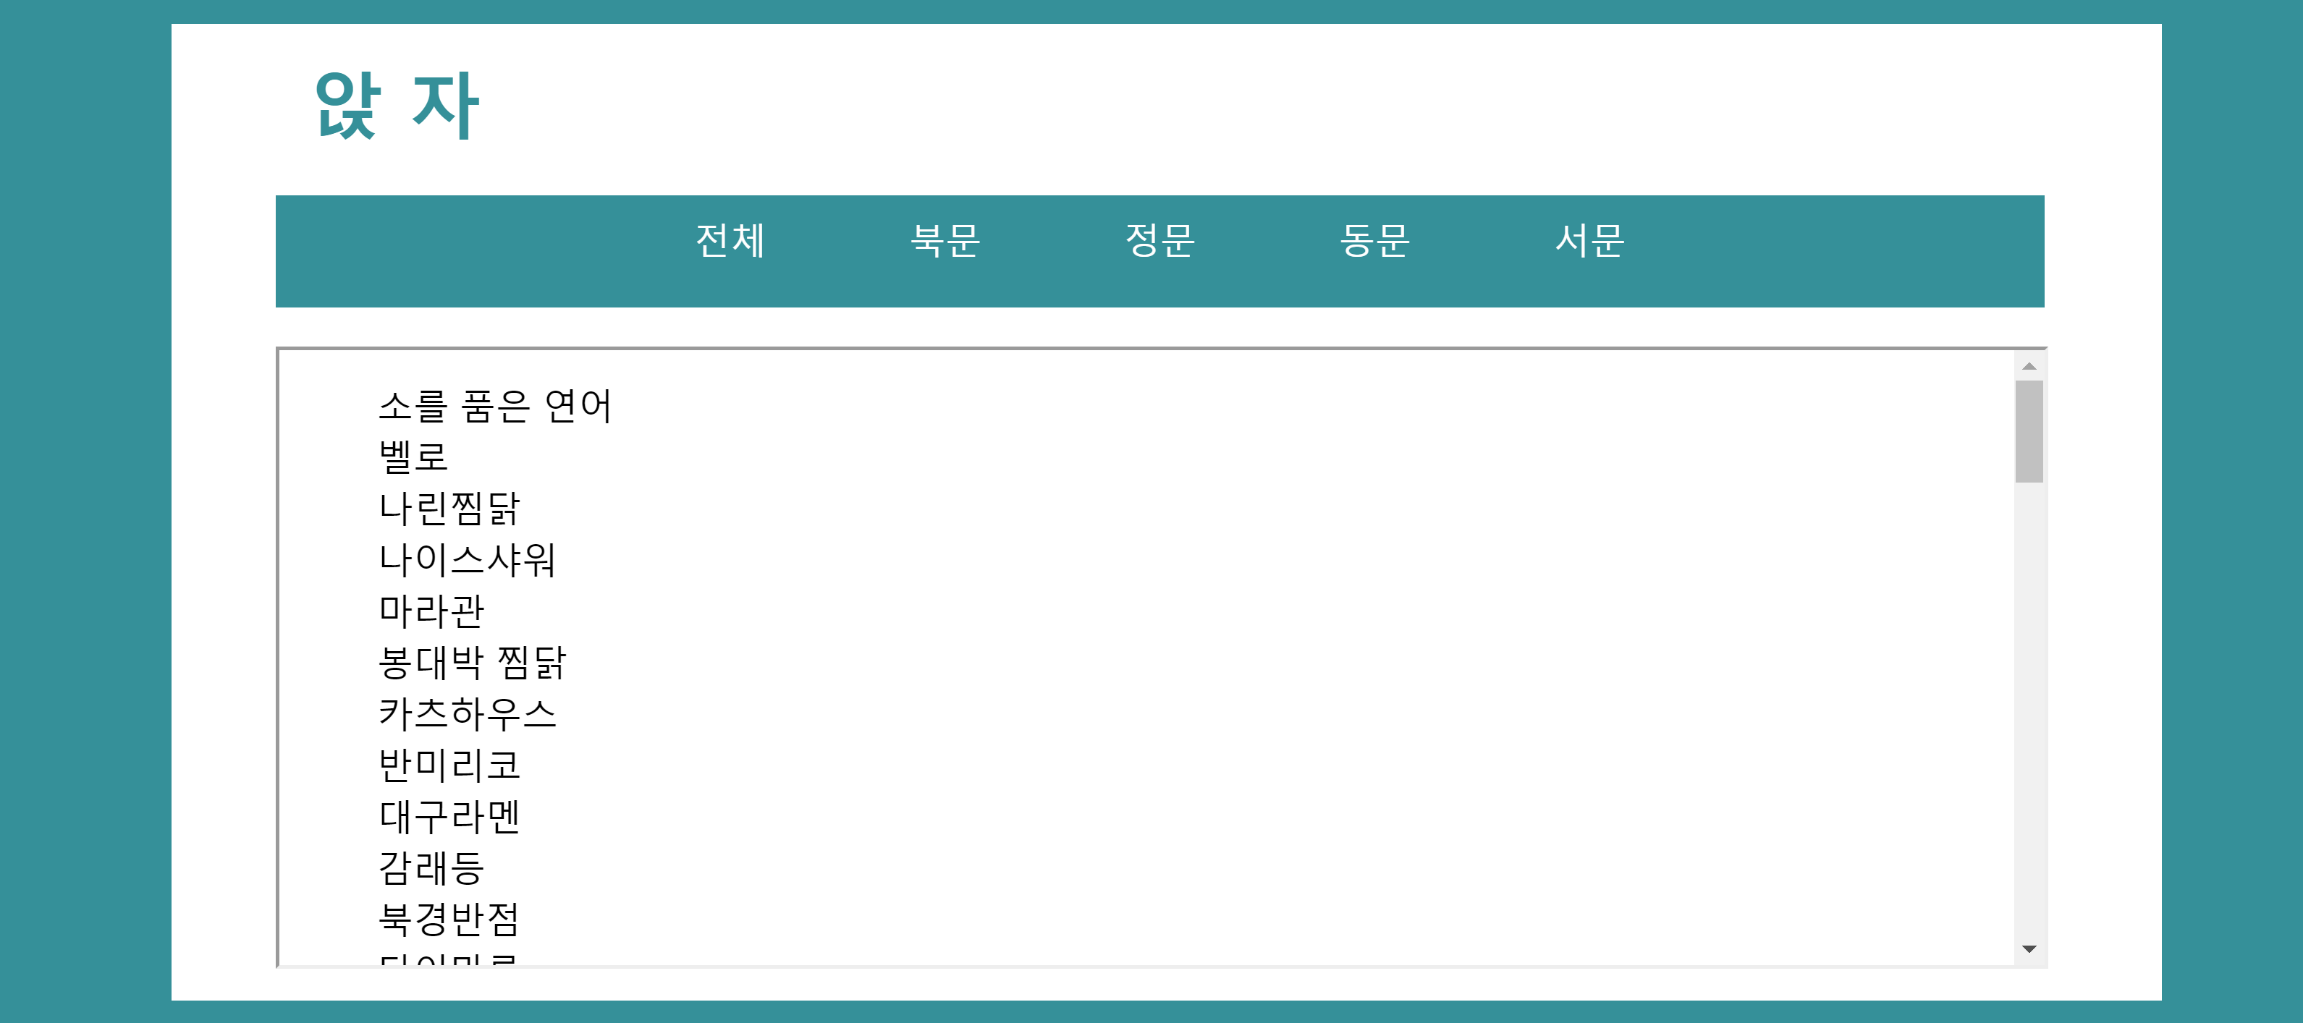 앉 자
전체 북문 정문 동문 서문
소를 품은 연어
벨로
나린찜닭
나이스샤워
마라관
봉대박 찜닭
카츠하우스
반미리코
대구라멘
감래등
북경반점